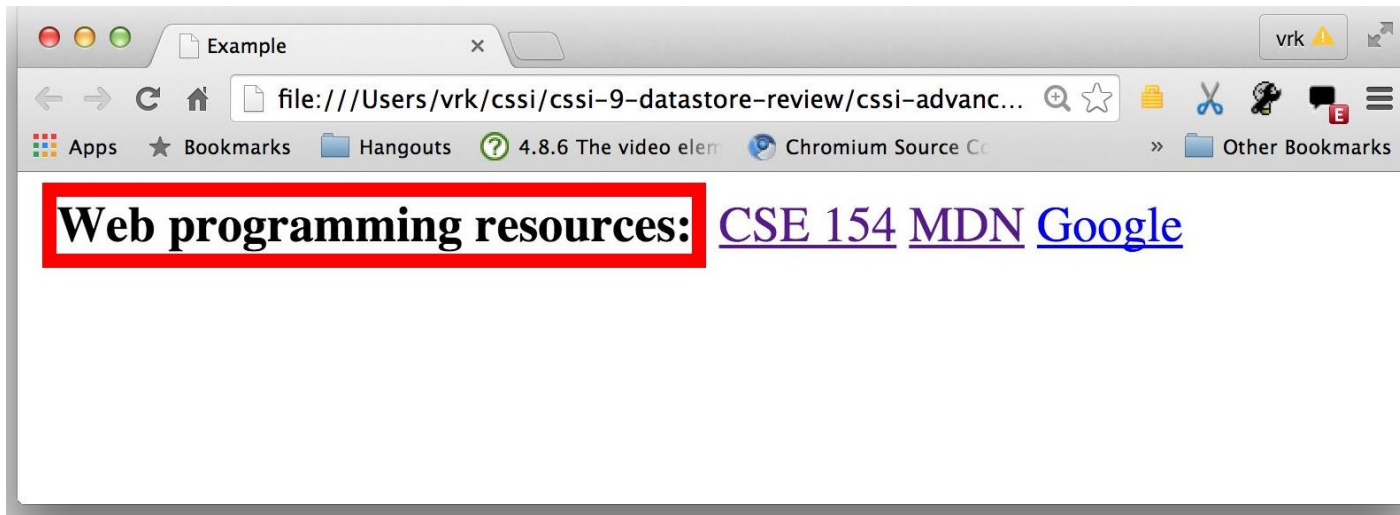 Example
vrk
file:///Users/vrk/cssi/cssi-9-datastore-review/cssi-advanc...
E
Apps Bookmarks Hangouts ? 4.8.6 The video elem Chromium Source Co » Other Bookmarks
Web programming resources: CSE 154 MDN Google